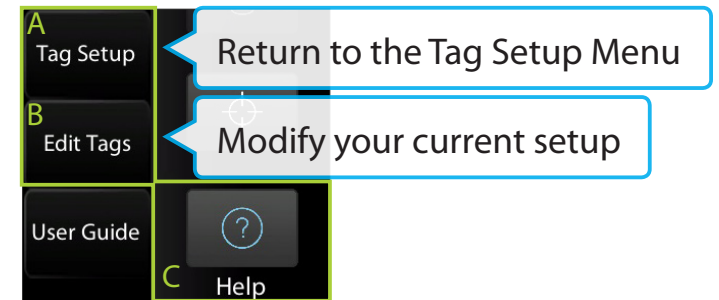 A
Tag Setup
Return to the Tag Setup Menu
B
Edit Tags
Modify your current setup
User Guide
?
C
Help